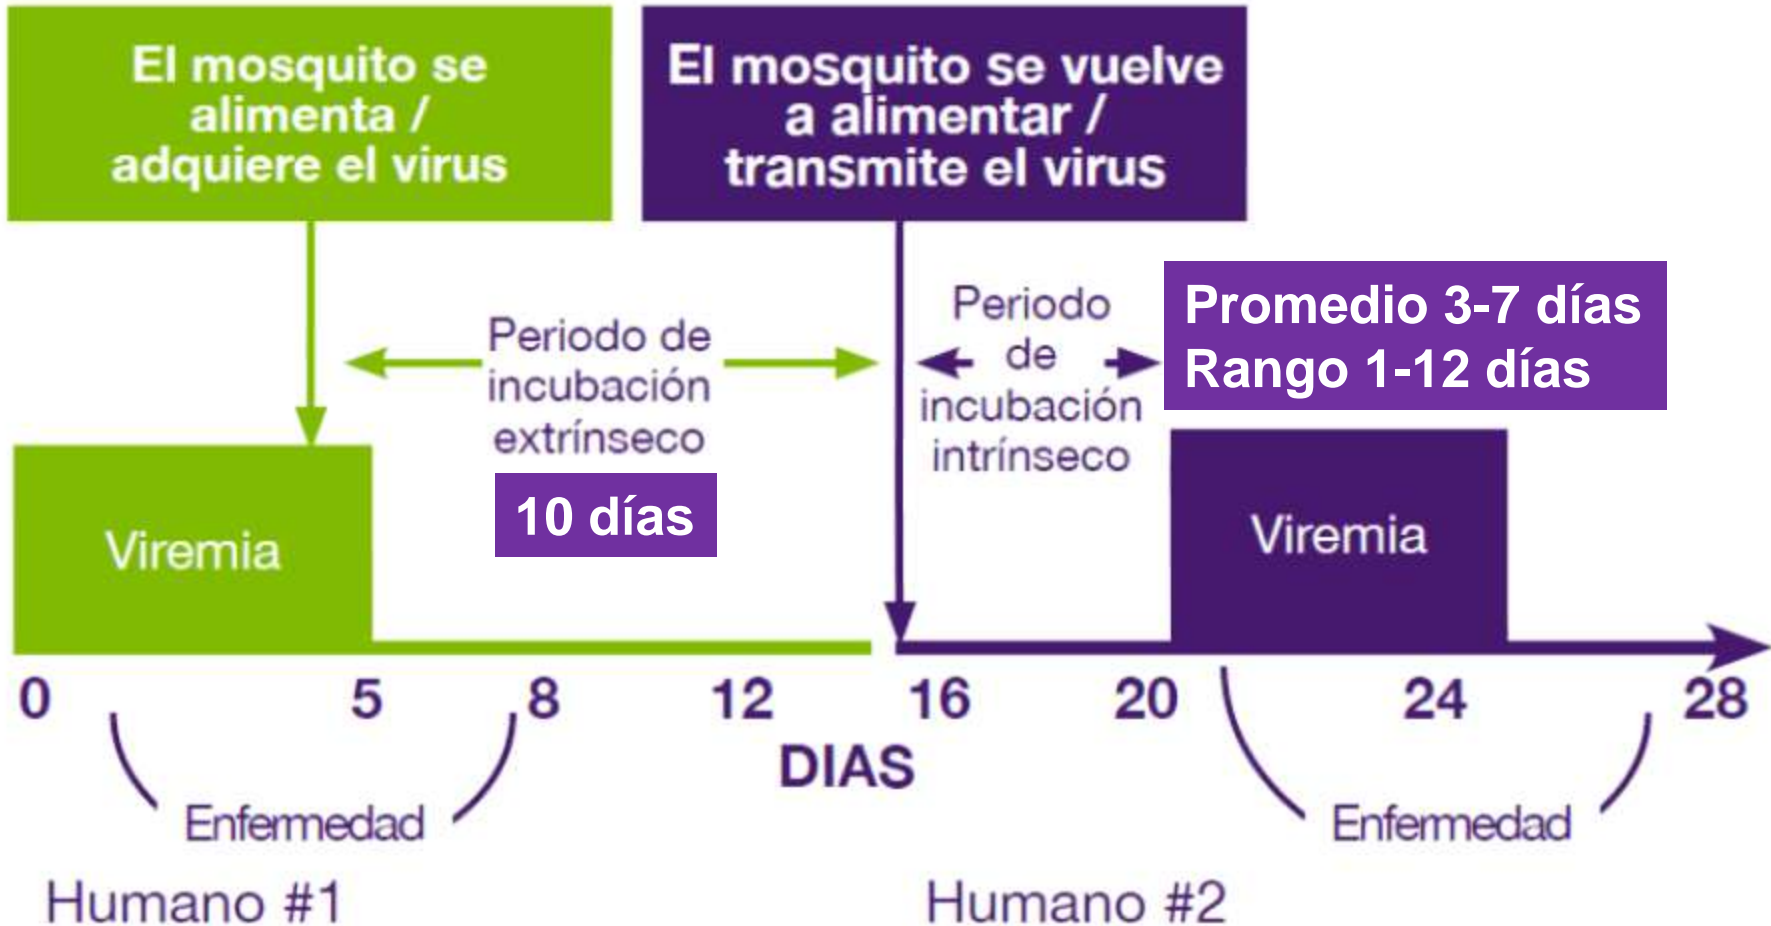 El mosquito se
alimenta /
adquiere el virus
El mosquito se vuelve
a alimentar /
transmite el virus
Periodo de
incubación
extrínseco
10 días
Periodo
de
incubación
intrínseco
Promedio 3-7 días
Rango 1-12 días
Viremia
Viremia
0 5 8 12 16 20 24 28
DIAS
Enfermedad
Enfermedad
Humano #1
Humano #2